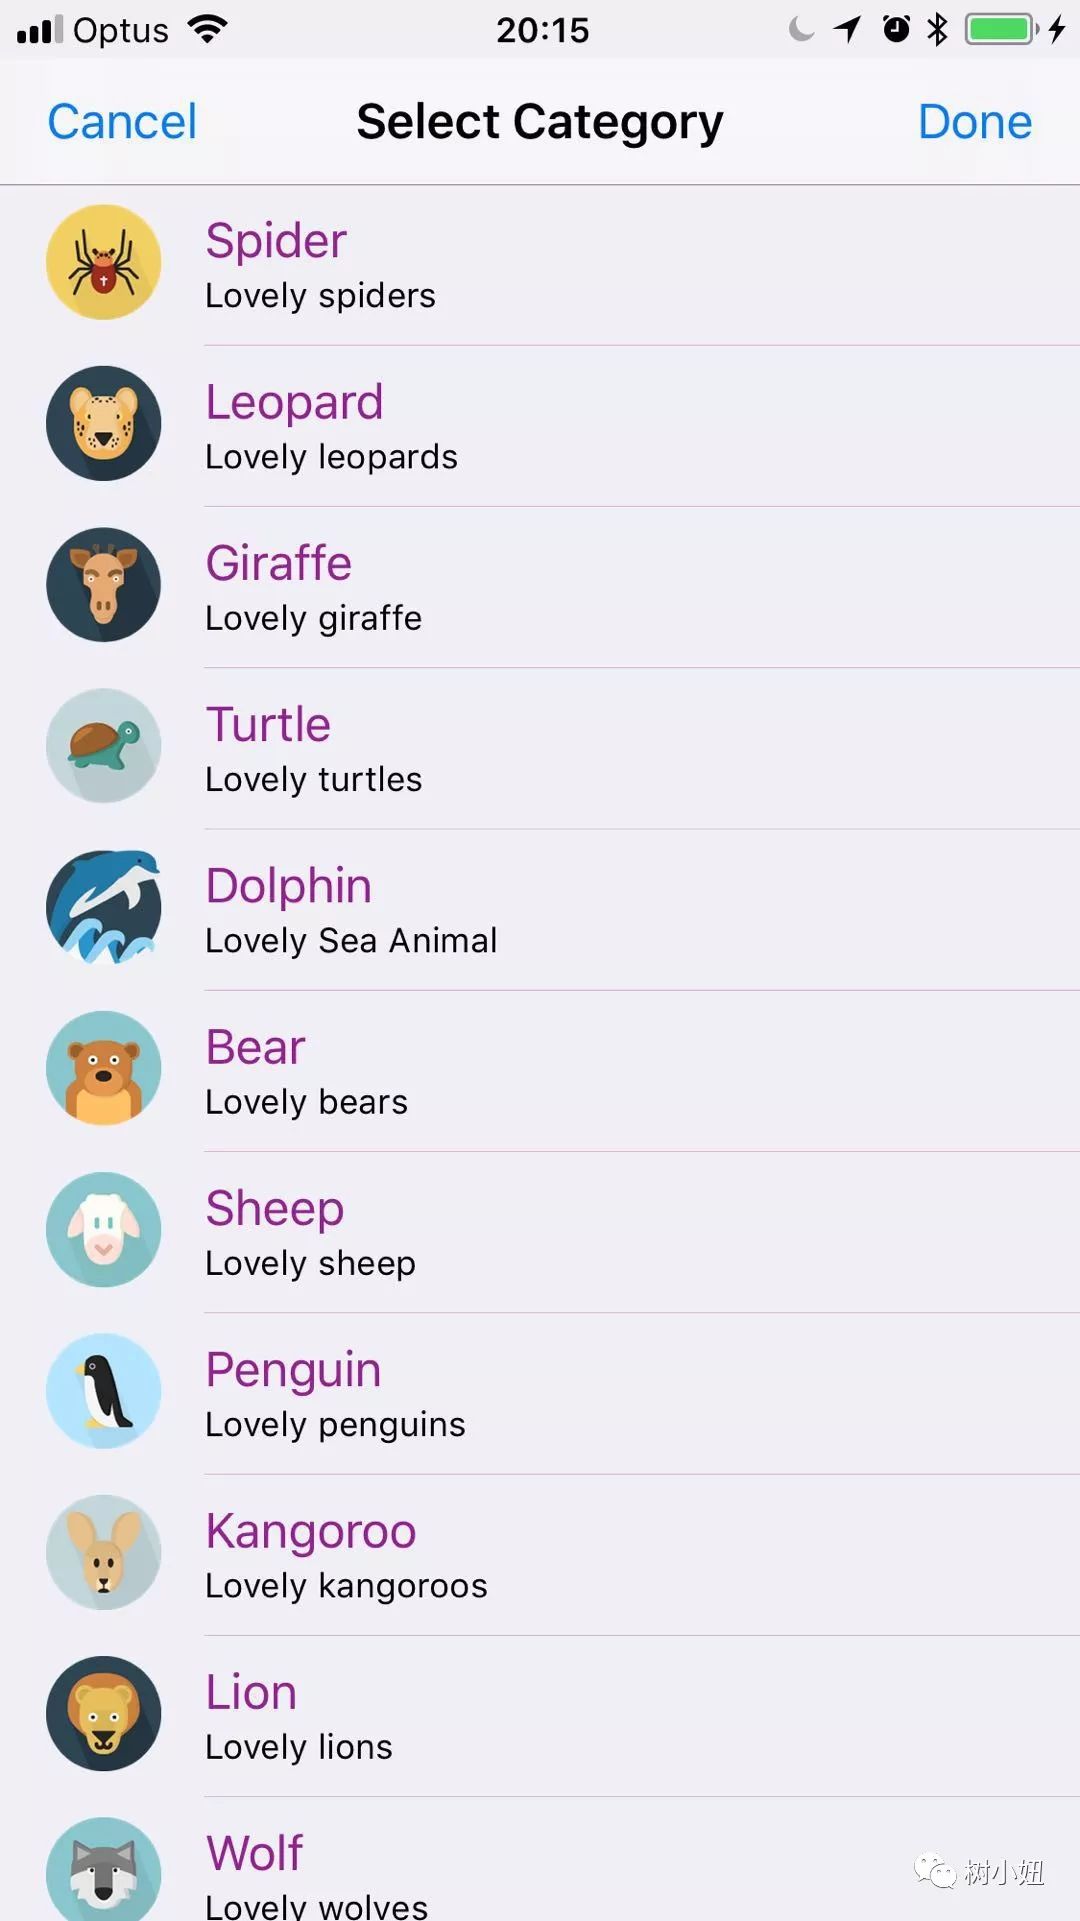 Optus 20:15
Cancel Select Category Done
Spider
Lovely spiders
Leopard
Lovely leopards
Giraffe
Lovely giraffe
Turtle
Lovely turtles
Dolphin
Lovely Sea Animal
Bear
Lovely bears
Sheep
Lovely sheep
Penguin
Lovely penguins
Kangoroo
Lovely kangoroos
Lion
Lovely lions
Wolf
Lovely wolves
树小妞